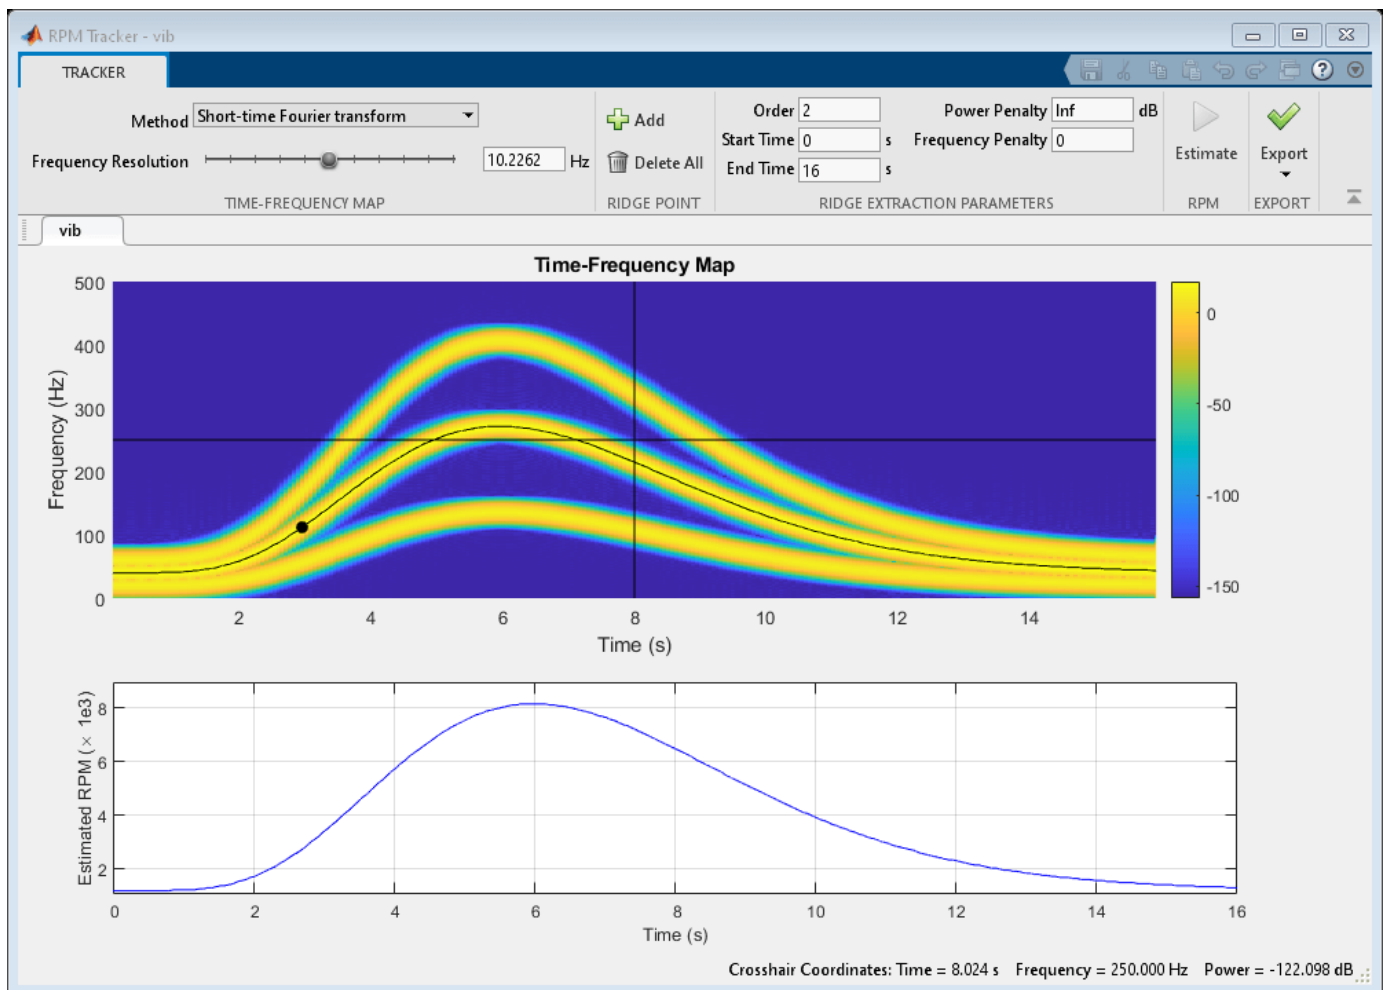 RPM Tracker - vib
TRACKER
Method Short-time Fourier transform
Frequency Resolution 10.2262 Hz
TIME-FREQUENCY MAP
Add
Delete All
RIDGE POINT
Order 2 Power Penalty Inf dB
Start Time 0 s Frequency Penalty 0
End Time 16 s
RIDGE EXTRACTION PARAMETERS
Estimate
RPM
Export
EXPORT
vib
Time-Frequency Map
500
400
300
200
100
0
Frequency (Hz)
2 4 6 8 10 12 14
Time (s)
0
-50
-100
-150
8
6
4
2
Estimated RPM (× 1e3)
0 2 4 6 8 10 12 14 16
Time (s)
Crosshair Coordinates: Time = 8.024 s Frequency = 250.000 Hz Power = -122.098 dB